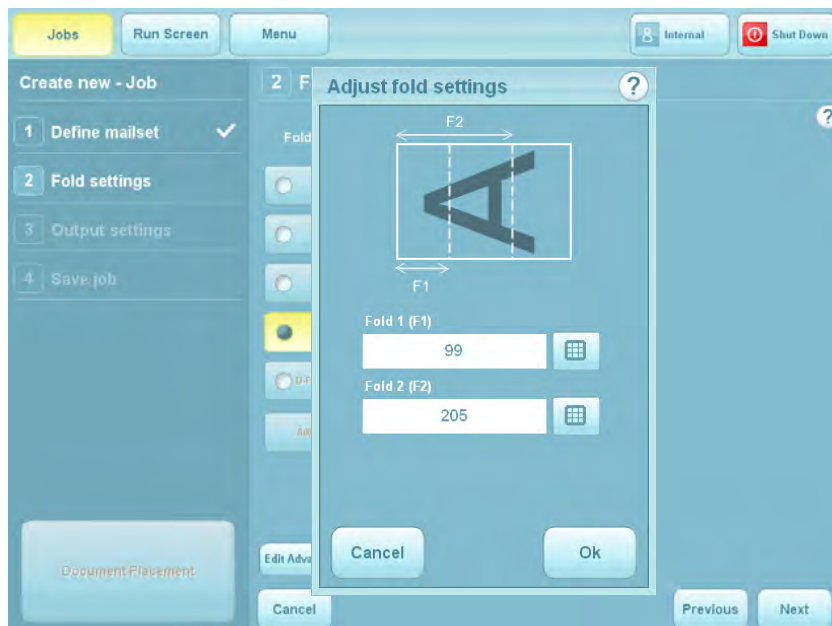 Jobs
Run Screen
Menu
Internal
Shut Down
Create new - Job
1 Define mailset
2 Fold settings
3 Output settings
4 Save job
2 F
Fold
Adjust fold settings
?
?
F2
A
F1
Fold 1 (F1)
99
Fold 2 (F2)
205
Cancel
Ok
Document Placement
Edit Adva
Cancel
Previous
Next